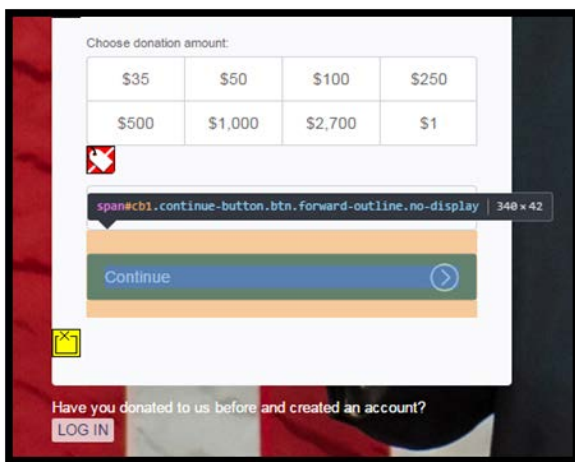 Choose donation amount:
$35 $50 $100 $250
$500 $1,000 $2,700 $1
span#cb1.continue-button.btn.forward-outline.no-display | 340 × 42
Continue
Have you donated to us before and created an account?
LOG IN